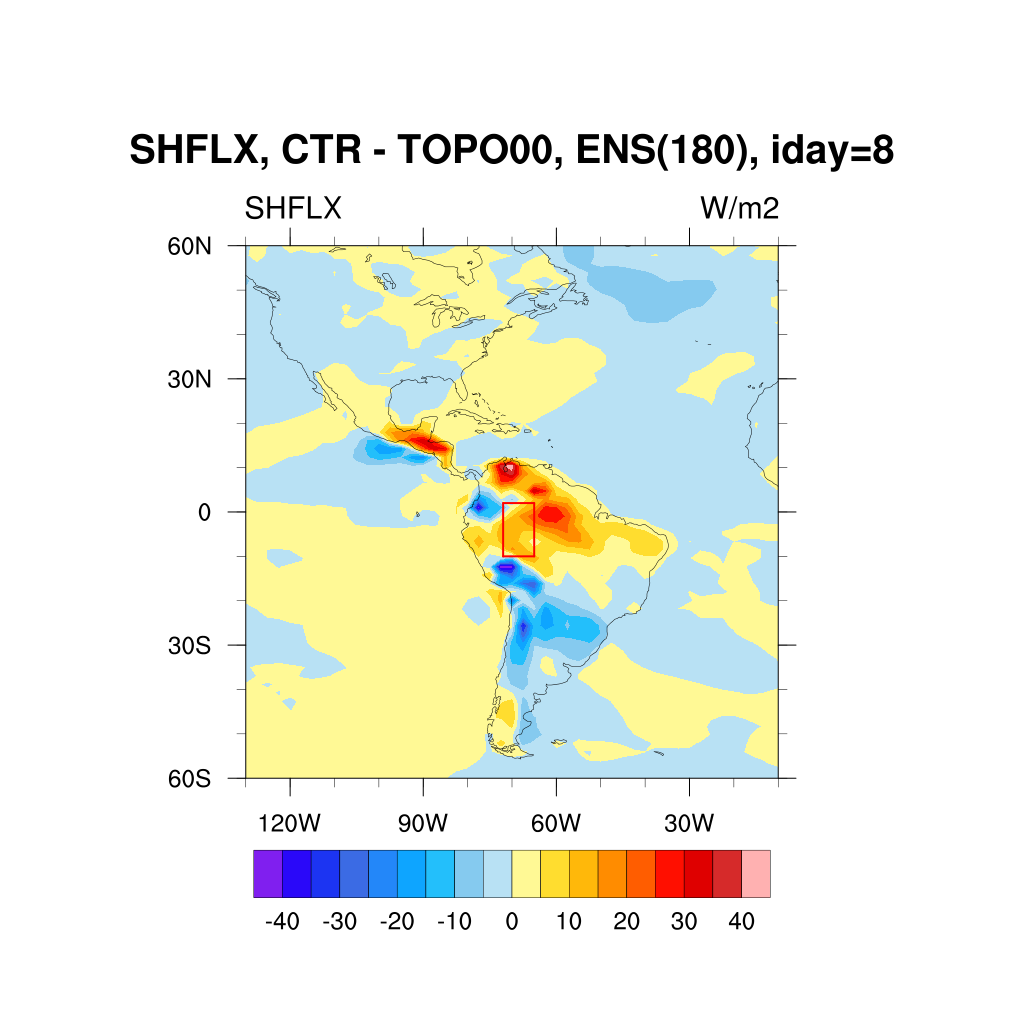 SHFLX, CTR - TOPO00, ENS(180), iday=8
SHFLX W/m2
60N
30N
0
30S
60S
120W 90W 60W 30W
-40 -30 -20 -10 0 10 20 30 40